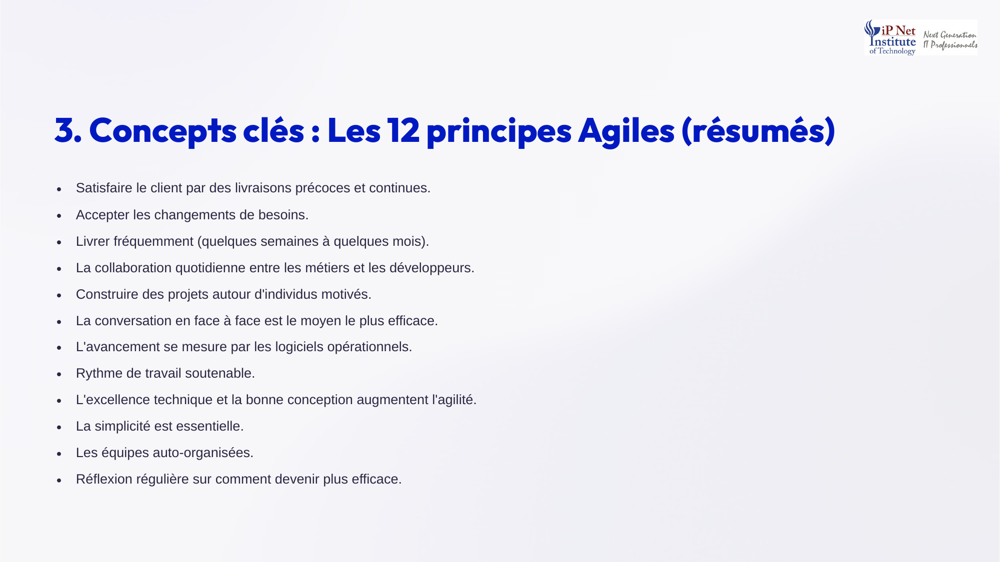 iP Net
Institute
of Technology
Next Generation
IT Professionnels
3. Concepts clés : Les 12 principes Agiles (résumés)
• Satisfaire le client par des livraisons précoces et continues.
• Accepter les changements de besoins.
• Livrer fréquemment (quelques semaines à quelques mois).
• La collaboration quotidienne entre les métiers et les développeurs.
• Construire des projets autour d'individus motivés.
• La conversation en face à face est le moyen le plus efficace.
• L'avancement se mesure par les logiciels opérationnels.
• Rythme de travail soutenable.
• L'excellence technique et la bonne conception augmentent l'agilité.
• La simplicité est essentielle.
• Les équipes auto-organisées.
• Réflexion régulière sur comment devenir plus efficace.